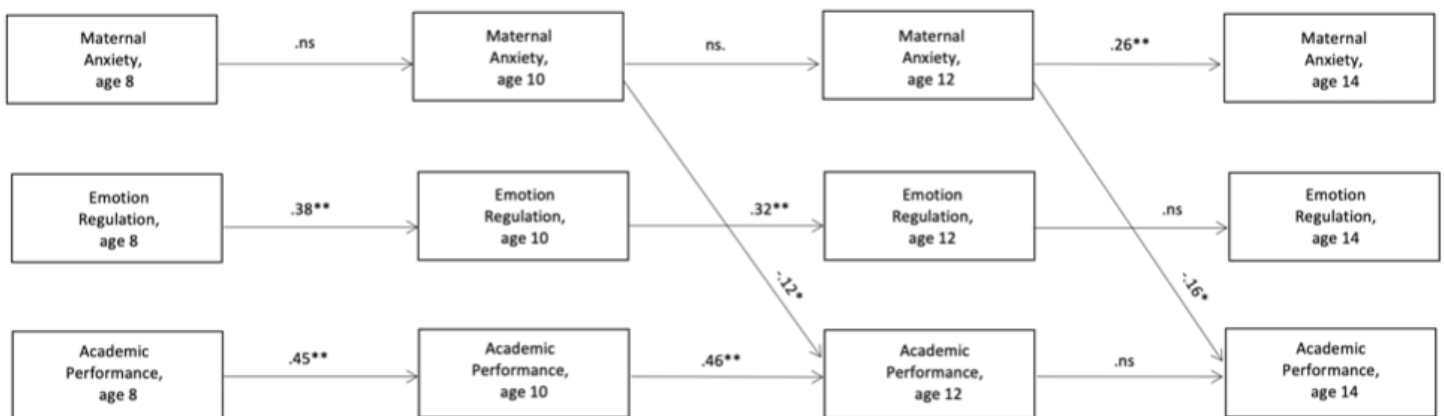 Maternal
Anxiety,
age 8
.ns
Maternal
Anxiety,
age 10
ns.
Maternal
Anxiety,
age 12
.26**
Maternal
Anxiety,
age 14
Emotion
Regulation,
age 8
.38**
Emotion
Regulation,
age 10
.32**
Emotion
Regulation,
age 12
.ns
Emotion
Regulation,
age 14
-.12*
-.16*
Academic
Performance,
age 8
.45**
Academic
Performance,
age 10
.46**
Academic
Performance,
age 12
.ns
Academic
Performance,
age 14